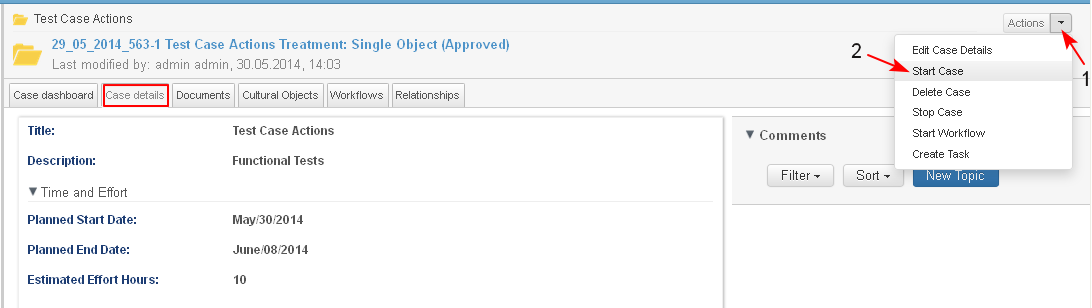 Test Case Actions
Actions
29_05_2014_563-1 Test Case Actions Treatment: Single Object (Approved)
Last modified by: admin admin, 30.05.2014, 14:03
1
2
Edit Case Details
Start Case
Delete Case
Stop Case
Start Workflow
Create Task
Case dashboard
Case details
Documents
Cultural Objects
Workflows
Relationships
Title: Test Case Actions
Description: Functional Tests
Time and Effort
Planned Start Date: May/30/2014
Planned End Date: June/08/2014
Estimated Effort Hours: 10
Comments
Filter
Sort
New Topic